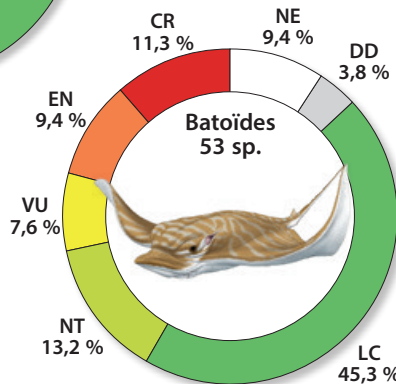 CR
11,3 %
NE
9,4 %
DD
3,8 %
EN
9,4 %
Batoïdes
53 sp.
VU
7,6 %
NT
13,2 %
LC
45,3 %